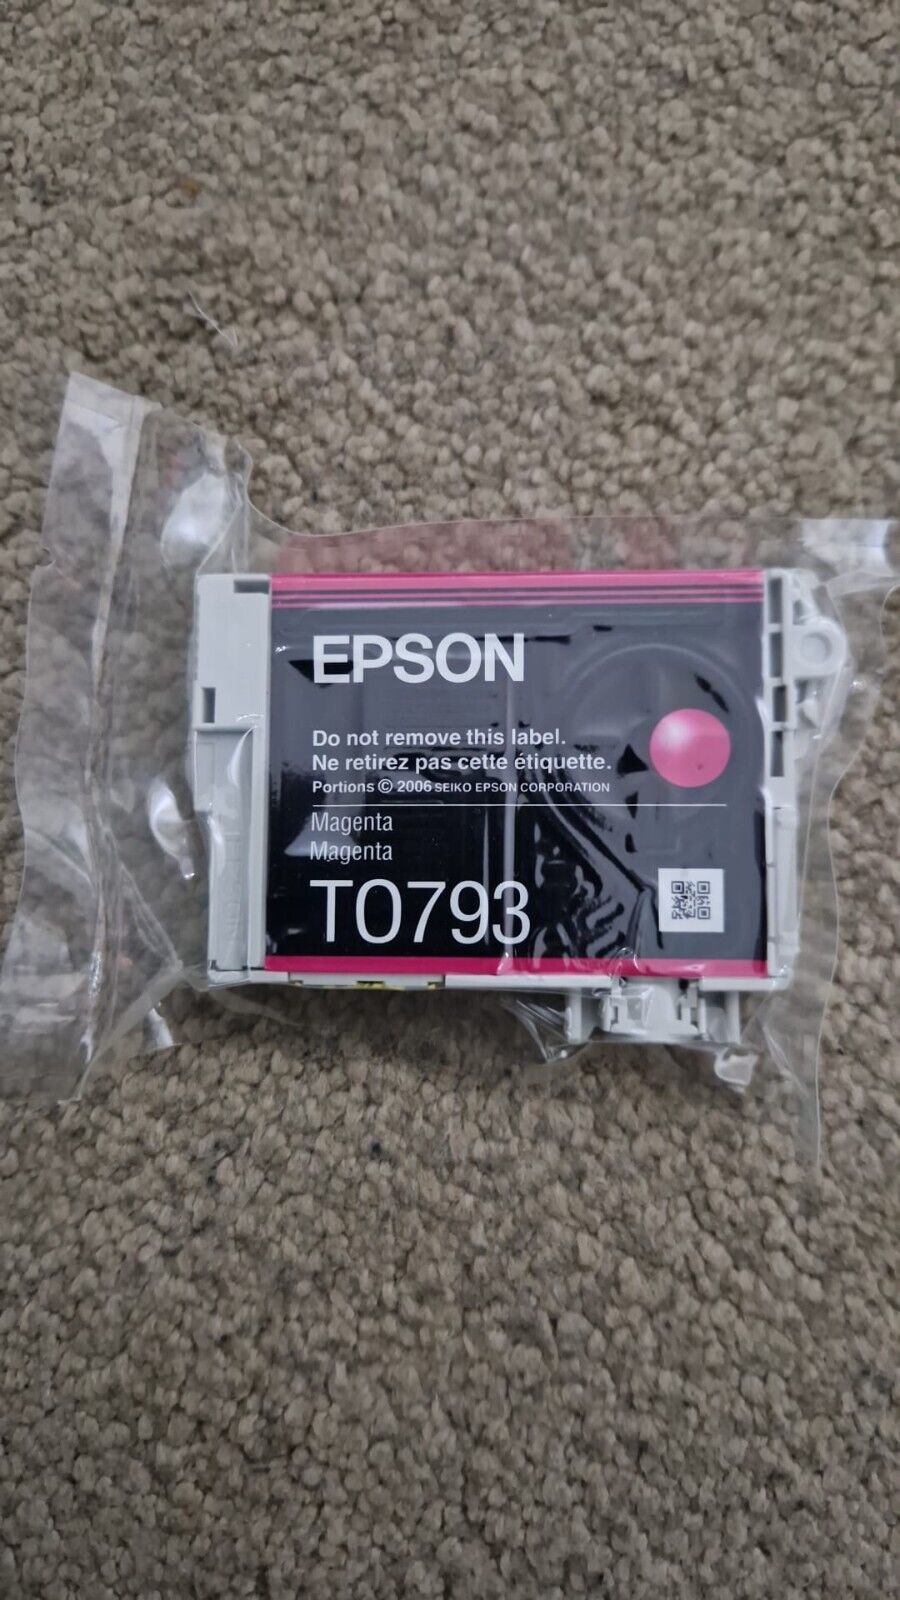 EPSON
Do not remove this label.
Ne retirez pas cette étiquette.
Portions © 2006 SEIKO EPSON CORPORATION
Magenta
Magenta
T0793